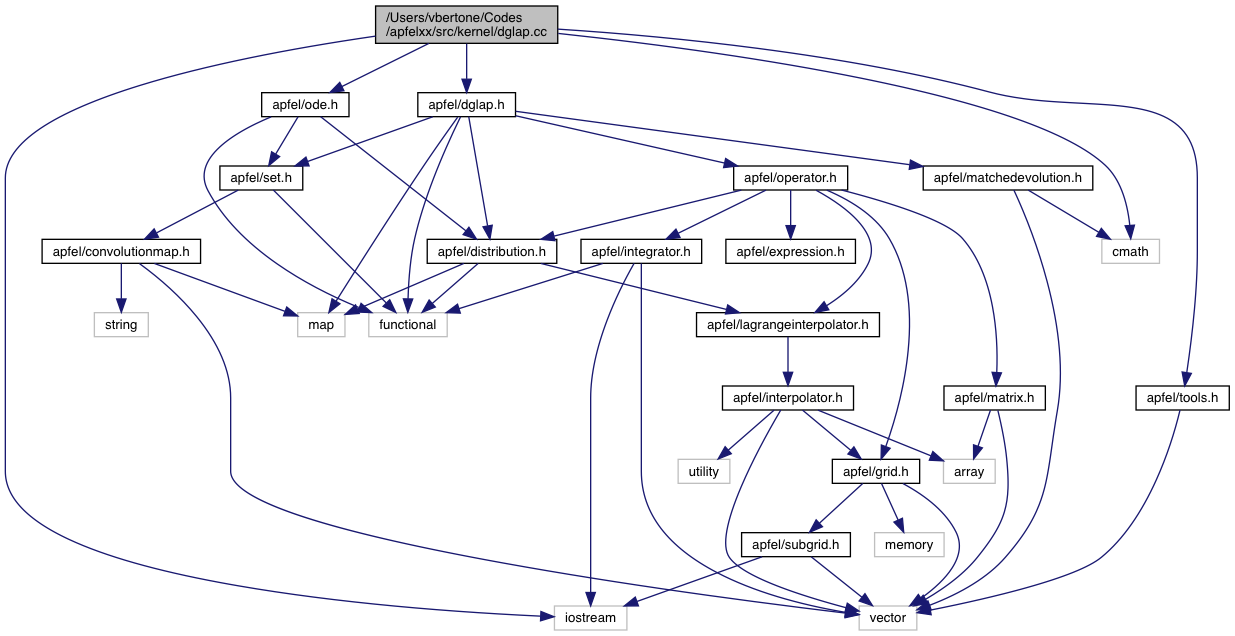 /Users/vbertone/Codes
/apfelxx/src/kernel/dglap.cc
apfel/ode.h
apfel/dglap.h
apfel/set.h
apfel/operator.h
apfel/matchedevolution.h
apfel/convolutionmap.h
apfel/distribution.h
apfel/integrator.h
apfel/expression.h
cmath
string
map
functional
apfel/lagrangeinterpolator.h
apfel/interpolator.h
apfel/matrix.h
apfel/tools.h
utility
apfel/grid.h
array
apfel/subgrid.h
memory
iostream
vector